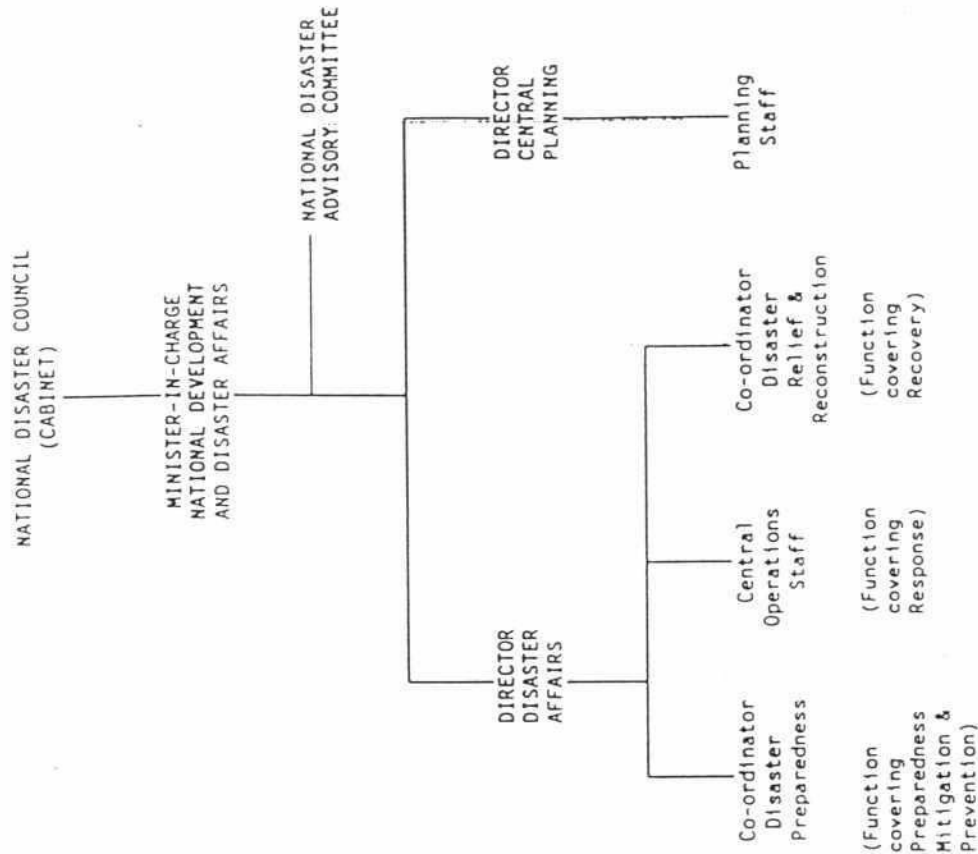 NATIONAL DISASTER COUNCIL
(CABINET)
MINISTER-IN-CHARGE
NATIONAL DEVELOPMENT
AND DISASTER AFFAIRS
NATIONAL DISASTER
ADVISORY COMMITTEE
DIRECTOR
DISASTER
AFFAIRS
DIRECTOR
CENTRAL
PLANNING
Co-ordinator
Disaster
Preparedness
(Function
covering
Preparedness
Mitigation &
Prevention)
Central
Operations
Staff
(Function
covering
Response)
Co-ordinator
Disaster
Relief &
Reconstruction
(Function
covering
Recovery)
Planning
Staff